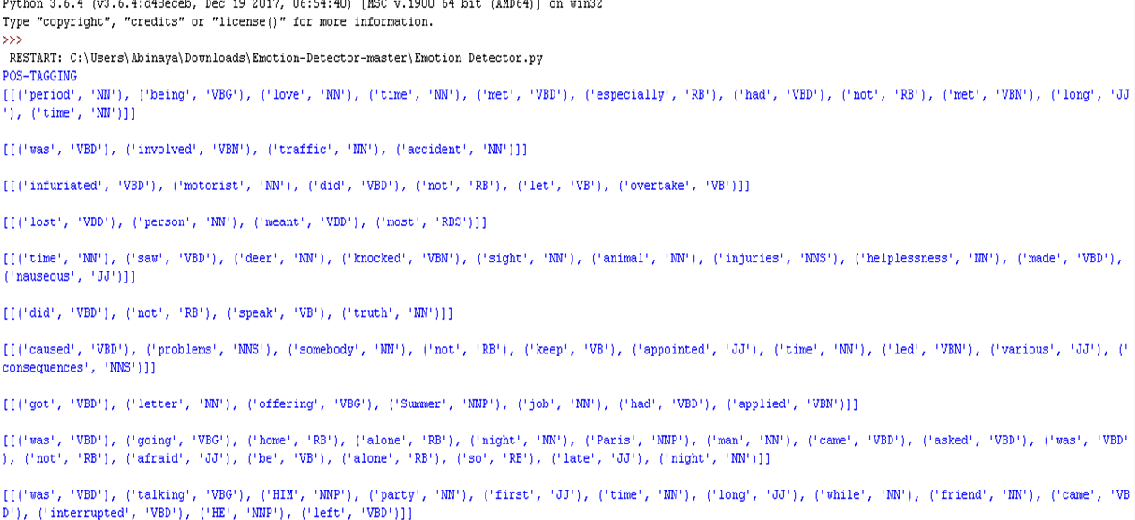 Python 3.6.4 (v3.6.4:d48eceb, Dec 19 2017, 06:54:40) [MSC v.1900 64 bit (AMD64)] on win32
Type "copyright", "credits" or "license()" for more information.
>>>
RESTART: C:\Users\Abinaya\Downloads\Emotion-Detector-master\Emotion Detector.py
POS-TAGGING
[[('period', 'NN'), ('being', 'VBG'), ('love', 'NN'), ('time', 'NN'), ('met', 'VBD'), ('especially', 'RB'), ('had', 'VBD'), ('not', 'RB'), ('met', 'VBN'), ('long', 'JJ
'), ('time', 'NN')]]
[[('was', 'VBD'), ('involved', 'VBN'), ('traffic', 'NN'), ('accident', 'NN')]]
[[('infuriated', 'VBD'), ('motorist', 'NN'), ('did', 'VBD'), ('not', 'RB'), ('let', 'VB'), ('overtake', 'VB')]]
[[('lost', 'VBD'), ('person', 'NN'), ('meant', 'VBD'), ('most', 'RBS')]]
[[('time', 'NN'), ('saw', 'VBD'), ('deer', 'NN'), ('knocked', 'VBN'), ('sight', 'NN'), ('animal', 'NN'), ('injuries', 'NNS'), ('helplessness', 'NN'), ('made', 'VBD'),
('nauseous', 'JJ')]]
[[('did', 'VBD'), ('not', 'RB'), ('speak', 'VB'), ('truth', 'NN')]]
[[('caused', 'VBD'), ('problems', 'NNS'), ('somebody', 'NN'), ('not', 'RB'), ('keep', 'VB'), ('appointed', 'JJ'), ('time', 'NN'), ('led', 'VBN'), ('various', 'JJ'), ('
consequences', 'NNS')]]
[[('got', 'VBD'), ('letter', 'NN'), ('offering', 'VBG'), ('Summer', 'NNP'), ('job', 'NN'), ('had', 'VBD'), ('applied', 'VBN')]]
[[('was', 'VBD'), ('going', 'VBG'), ('home', 'RB'), ('alone', 'RB'), ('night', 'NN'), ('Paris', 'NNP'), ('man', 'NN'), ('came', 'VBD'), ('asked', 'VBD'), ('was', 'VBD'
), ('not', 'RB'), ('afraid', 'JJ'), ('be', 'VB'), ('alone', 'RB'), ('so', 'RB'), ('late', 'JJ'), ('night', 'NN')]]
[[('was', 'VBD'), ('talking', 'VBG'), ('HIM', 'NNP'), ('party', 'NN'), ('first', 'JJ'), ('time', 'NN'), ('long', 'JJ'), ('while', 'NN'), ('friend', 'NN'), ('came', 'VB
D'), ('interrupted', 'VBD'), ('HE', 'NNP'), ('left', 'VBD')]]